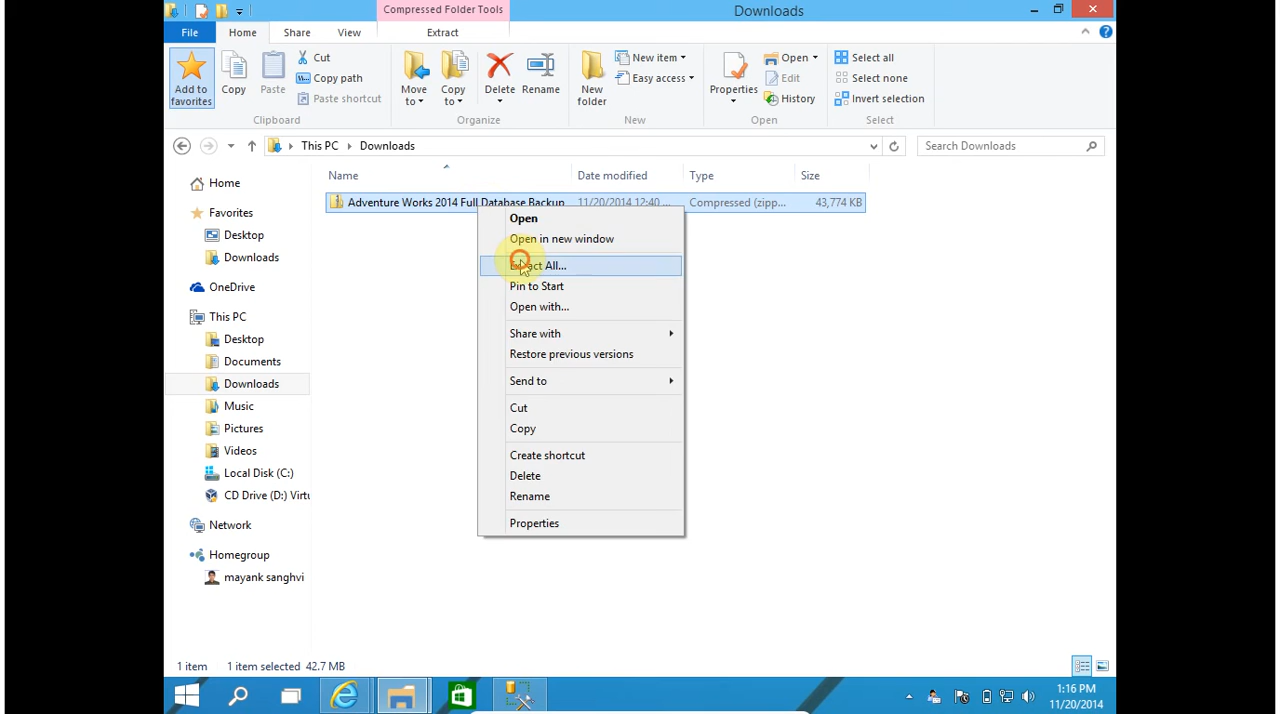 Compressed Folder Tools
Downloads
File
Home
Share
View
Extract
Add to favorites
Copy
Paste
Cut
Copy path
Paste shortcut
Clipboard
Move to
Copy to
Delete
Rename
Organize
New folder
New item
Easy access
New
Properties
Open
Edit
History
Open
Select all
Select none
Invert selection
Select
This PC
Downloads
Search Downloads
Name
Date modified
Type
Size
Adventure Works 2014 Full Database Backup
11/20/2014 12:40 ...
Compressed (zipp...
43,774 KB
Home
Favorites
Desktop
Downloads
OneDrive
This PC
Desktop
Documents
Downloads
Music
Pictures
Videos
Local Disk (C:)
CD Drive (D:) Virtu
Network
Homegroup
mayank sanghvi
Open
Open in new window
Extract All...
Pin to Start
Open with...
Share with
Restore previous versions
Send to
Cut
Copy
Create shortcut
Delete
Rename
Properties
1 item
1 item selected 42.7 MB
1:16 PM
11/20/2014